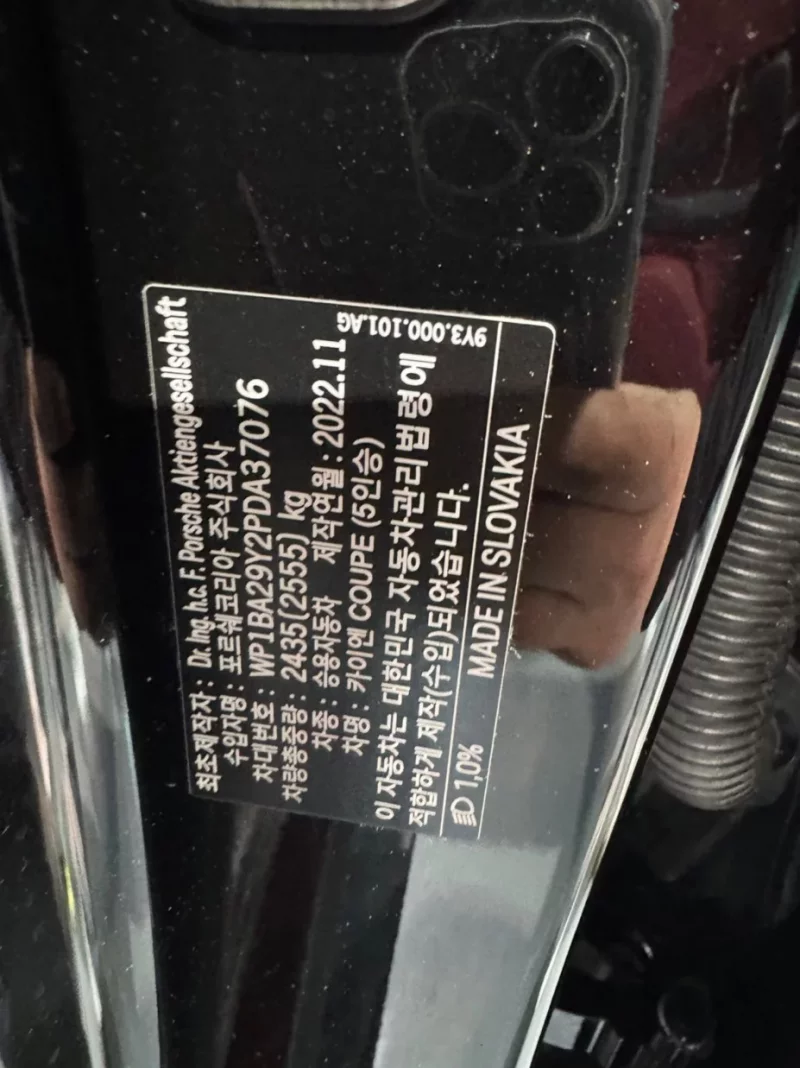 최초제작자 : Dr. Ing. h.c. F. Porsche Aktiengesellschaft
수입자명 : 포르쉐코리아 주식회사
차대번호 : WP1BA29Y2PDA37076
차량총중량 : 2435(2555) kg
차종 : 승용자동차 제작연월 : 2022.11
차명 : 카이엔 COUPE (5인승)
이 자동차는 대한민국 자동차관리법령에
적합하게 제작(수입)되었습니다.
9Y3.000.101.AG
1,0% MADE IN SLOVAKIA